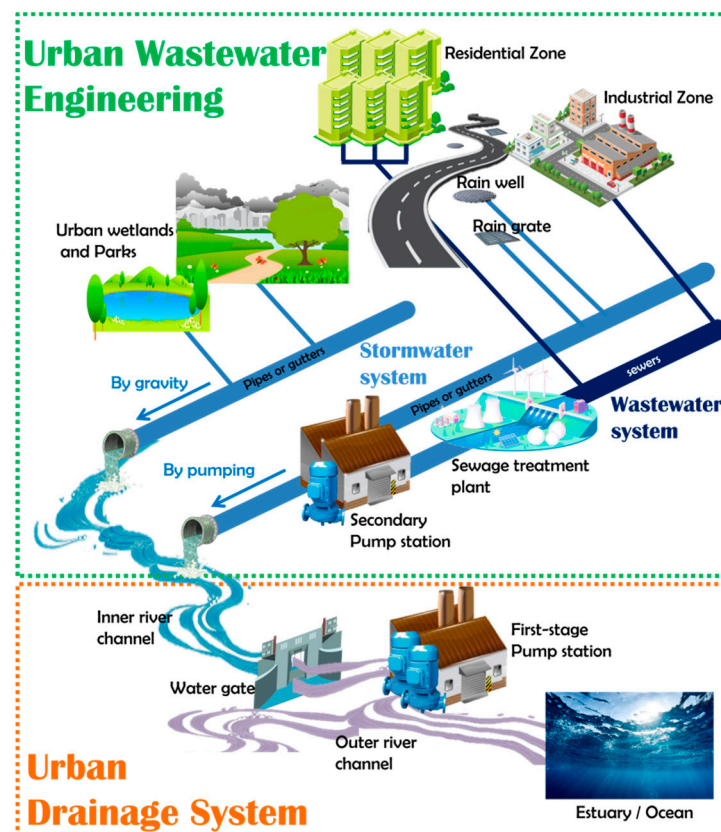 Urban Wastewater
Engineering
Residential Zone
Industrial Zone
Rain well
Rain grate
Urban wetlands
and Parks
By gravity
Pipes or gutters
Stormwater
system
Pipes or gutters
sewers
Wastewater
system
By pumping
Sewage treatment
plant
Secondary
Pump station
Inner river
channel
First-stage
Pump station
Water gate
Outer river
channel
Urban
Drainage System
Estuary / Ocean